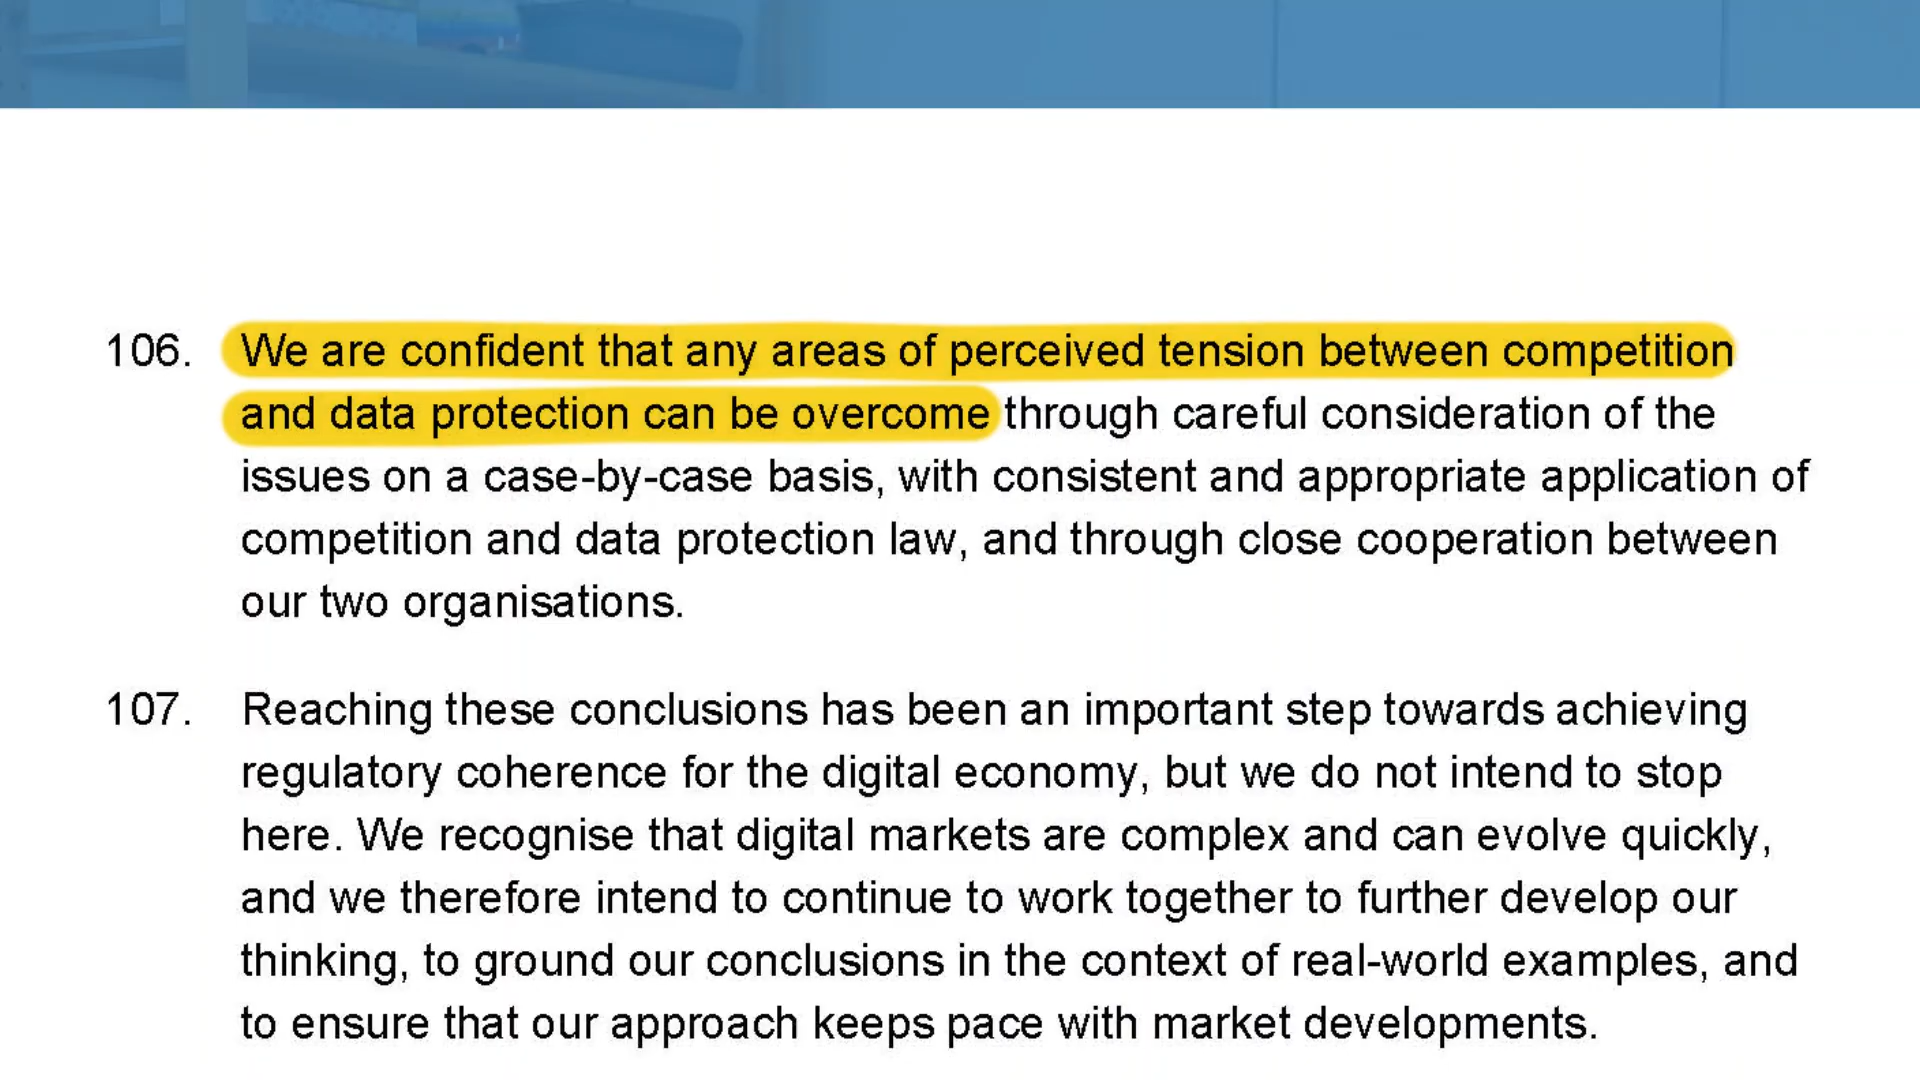 106. We are confident that any areas of perceived tension between competition
and data protection can be overcome through careful consideration of the
issues on a case-by-case basis, with consistent and appropriate application of
competition and data protection law, and through close cooperation between
our two organisations.
107. Reaching these conclusions has been an important step towards achieving
regulatory coherence for the digital economy, but we do not intend to stop
here. We recognise that digital markets are complex and can evolve quickly,
and we therefore intend to continue to work together to further develop our
thinking, to ground our conclusions in the context of real-world examples, and
to ensure that our approach keeps pace with market developments.